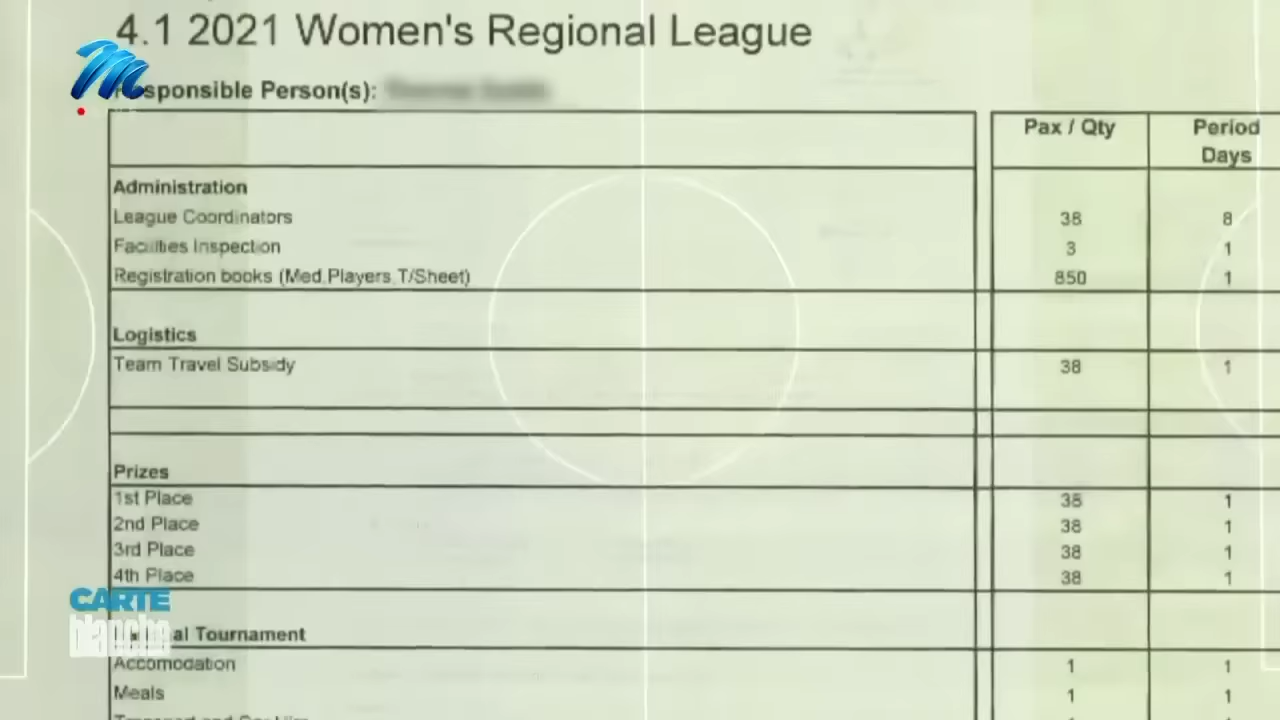 4.1 2021 Women's Regional League
M
sponsible Person(s):
Pax / Qty Period
Days
Administration
League Coordinators 38 8
Faculties Inspection 3 1
Registration books (Med,Players,T/Sheet) 850 1
Logistics
Team Travel Subsidy 38 1
Prizes
1st Place 38 1
2nd Place 38 1
3rd Place 38 1
4th Place 38 1
CARTE
blanche
al Tournament
Accomodation 1 1
Meals 1 1